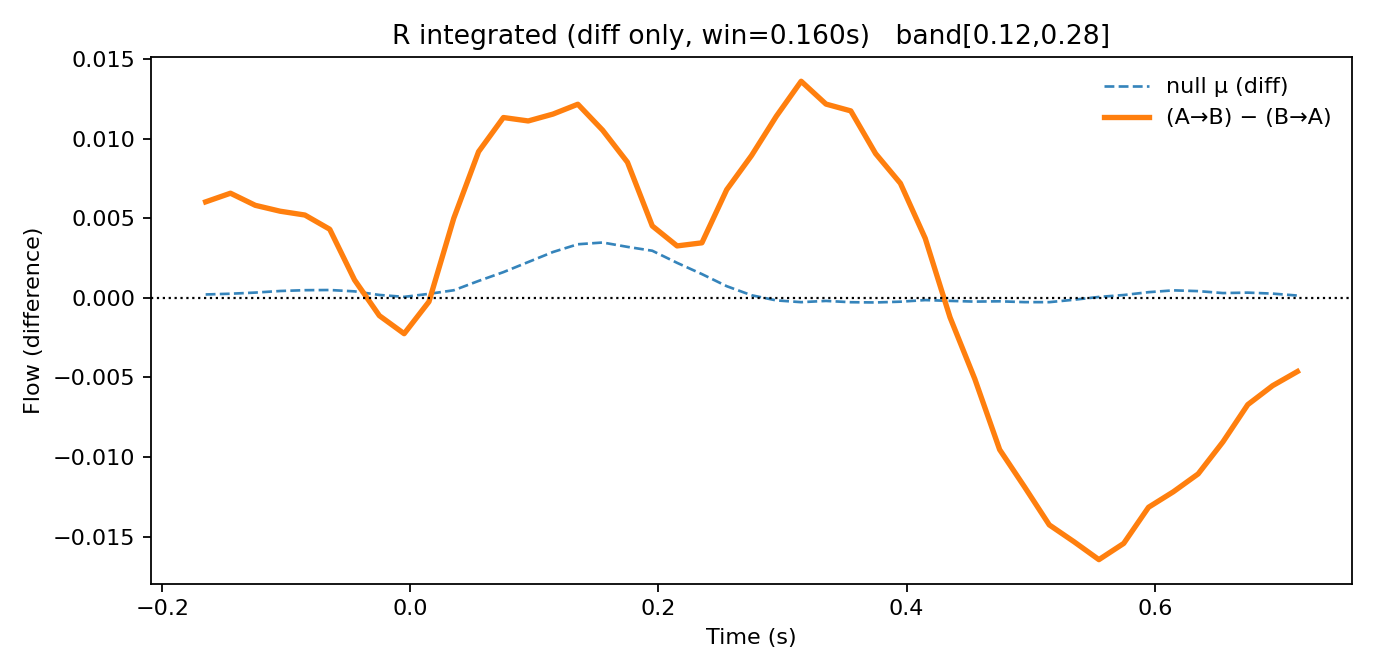 R integrated (diff only, win=0.160s)   band[0.12,0.28]
null μ (diff)
(A→B) − (B→A)
Flow (difference)
0.015
0.010
0.005
0.000
−0.005
−0.010
−0.015
−0.2
0.0
0.2
0.4
0.6
Time (s)